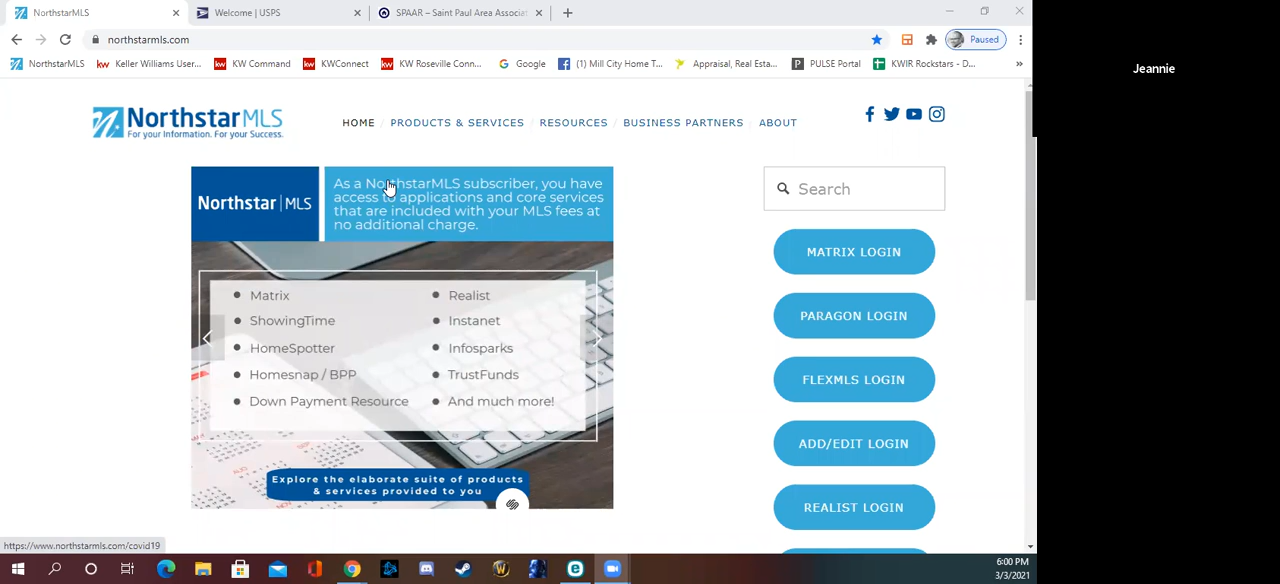 NorthstarMLS
Welcome | USPS
SPAAR – Saint Paul Area Associat
northstarmls.com
Paused
NorthstarMLS
kw Keller Williams User...
kw KW Command
kw KWConnect
kw KW Roseville Conn...
Google
(1) Mill City Home T...
Appraisal, Real Esta...
P PULSE Portal
KWIR Rockstars - D...
»
Jeannie
NorthstarMLS
For your Information. For your Success.
HOME / PRODUCTS & SERVICES / RESOURCES / BUSINESS PARTNERS / ABOUT
Northstar | MLS
As a NorthstarMLS subscriber, you have
access to applications and core services
that are included with your MLS fees at
no additional charge.
Matrix
ShowingTime
HomeSpotter
Homesnap / BPP
Down Payment Resource
Realist
Instanet
Infosparks
TrustFunds
And much more!
Explore the elaborate suite of products
& services provided to you
Search
MATRIX LOGIN
PARAGON LOGIN
FLEXMLS LOGIN
ADD/EDIT LOGIN
REALIST LOGIN
https://www.northstarmls.com/covid19
6:00 PM
3/3/2021